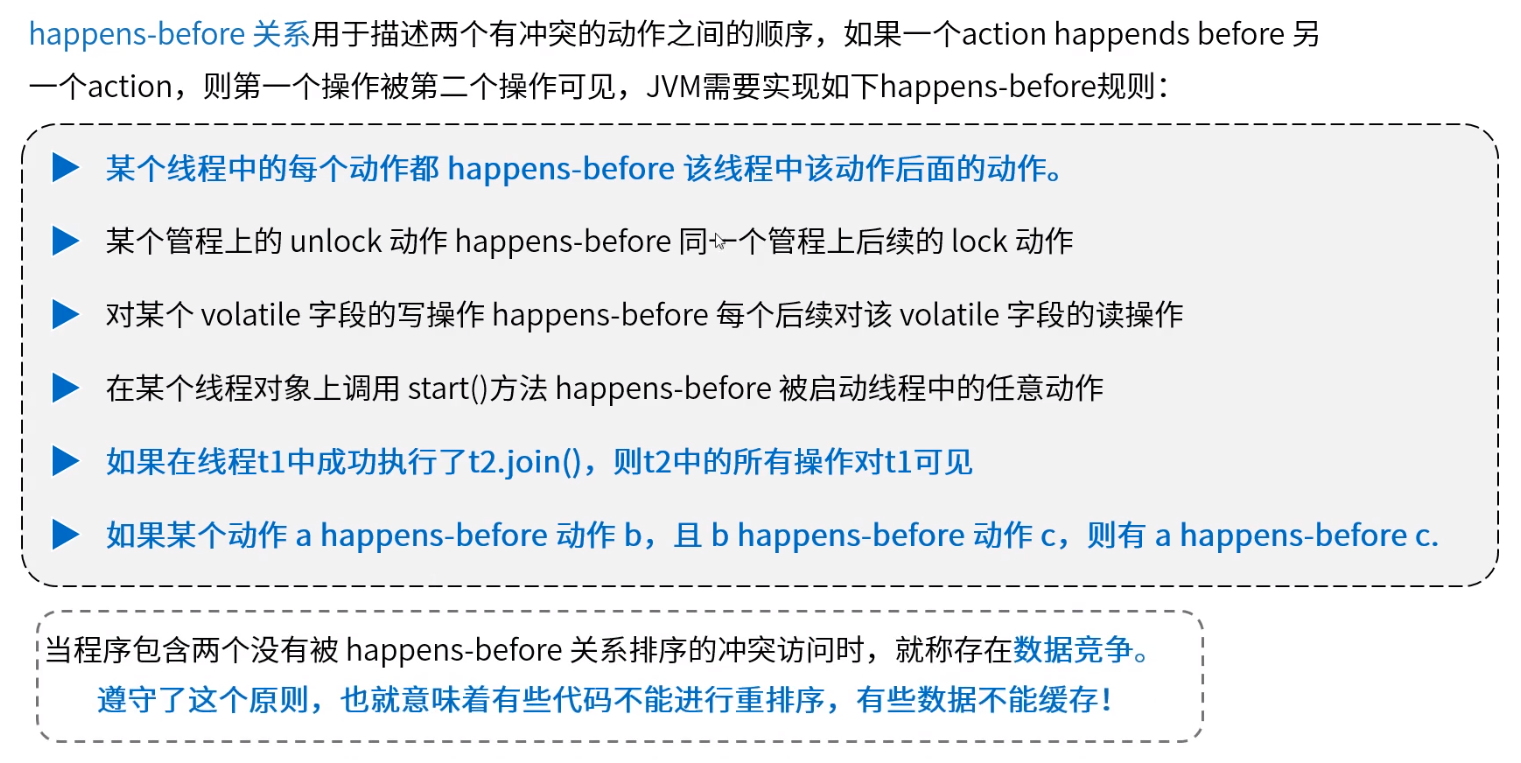 happens-before 关系用于描述两个有冲突的动作之间的顺序，如果一个action happends before 另
一个action，则第一个操作被第二个操作可见，JVM需要实现如下happens-before规则：
某个线程中的每个动作都 happens-before 该线程中该动作后面的动作。
某个管程上的 unlock 动作 happens-before 同一个管程上后续的 lock 动作
对某个 volatile 字段的写操作 happens-before 每个后续对该 volatile 字段的读操作
在某个线程对象上调用 start()方法 happens-before 被启动线程中的任意动作
如果在线程t1中成功执行了t2.join()，则t2中的所有操作对t1可见
如果某个动作 a happens-before 动作 b，且 b happens-before 动作 c，则有 a happens-before c.
当程序包含两个没有被 happens-before 关系排序的冲突访问时，就称存在数据竞争。
遵守了这个原则，也就意味着有些代码不能进行重排序，有些数据不能缓存！